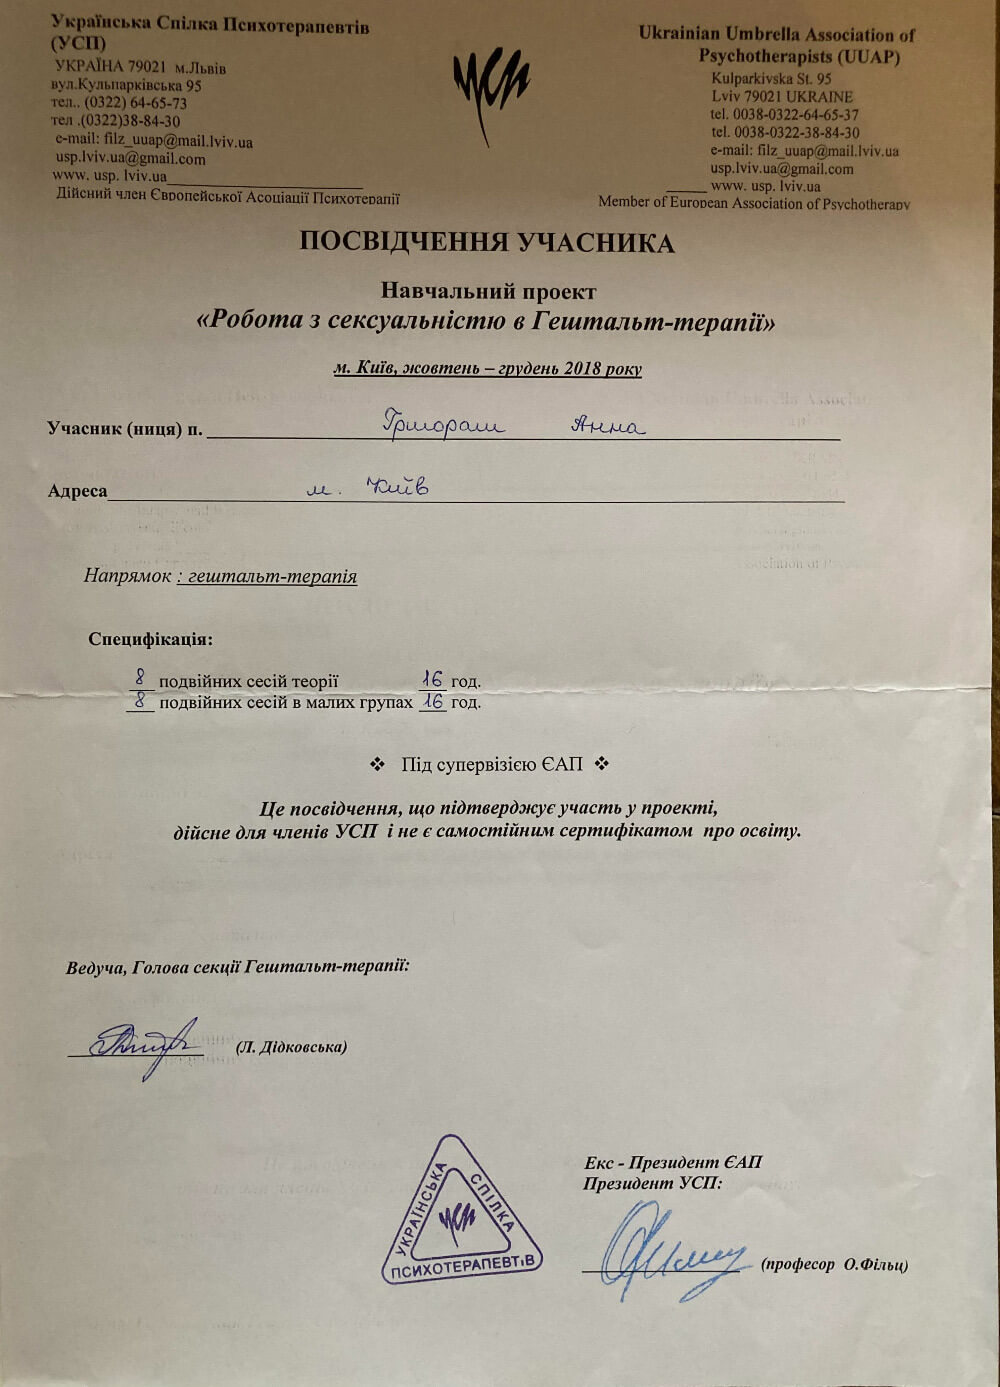 Українська Спілка Психотерапевтів
(УСП)
УКРАЇНА 79021 м.Львів
вул.Кульпарківська 95
тел.. (0322) 64-65-73
тел .(0322)38-84-30
e-mail: filz_uuap@mail.lviv.ua
usp.lviv.ua@gmail.com
www. usp. lviv.ua
Дійсний член Європейської Асоціації Психотерапії
усп
Ukrainian Umbrella Association of
Psychotherapists (UUAP)
Kulparkivska St. 95
Lviv 79021 UKRAINE
tel. 0038-0322-64-65-37
tel. 0038-0322-38-84-30
e-mail: filz_uuap@mail.lviv.ua
usp.lviv.ua@gmail.com
www. usp. lviv.ua
Member of European Association of Psychotherapy
ПОСВІДЧЕННЯ УЧАСНИКА
Навчальний проект
«Робота з сексуальністю в Гештальт-терапії»
м. Київ, жовтень – грудень 2018 року
Учасник (ниця) п. Григораш Анна
Адреса м. Київ
Напрямок : гештальт-терапія
Специфікація:
8 подвійних сесій теорії 16 год.
8 подвійних сесій в малих групах 16 год.
❖ Під супервізією ЄАП ❖
Це посвідчення, що підтверджує участь у проекті,
дійсне для членів УСП і не є самостійним сертифікатом про освіту.
Ведуча, Голова секції Гештальт-терапії:
(Л. Дідковська)
УКРАЇНСЬКА СПІЛКА ПСИХОТЕРАПЕВТІВ
усп
Екс - Президент ЄАП
Президент УСП:
(професор О.Фільц)